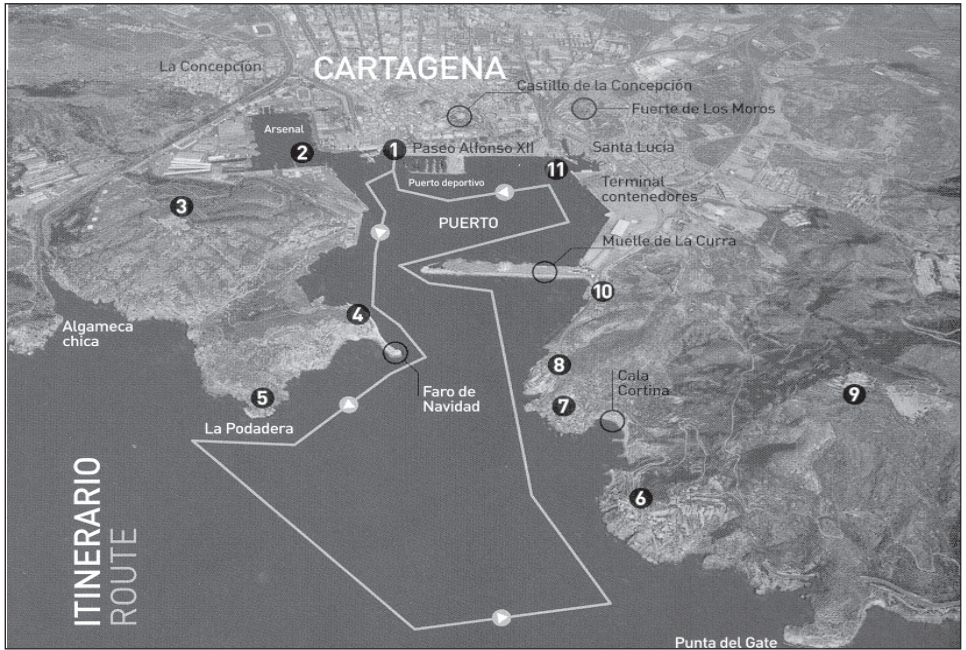 La Concepción
CARTAGENA
Castillo de la Concepción
Fuerte de Los Moros
Arsenal
2
1
Paseo Alfonso XII
Santa Lucía
11
Puerto deportivo
Terminal
contenedores
3
PUERTO
Muelle de La Curra
10
4
Algameca
chica
8
Cala
Cortina
9
5
Faro de
Navidad
7
La Podadera
6
ITINERARIO
ROUTE
Punta del Gate